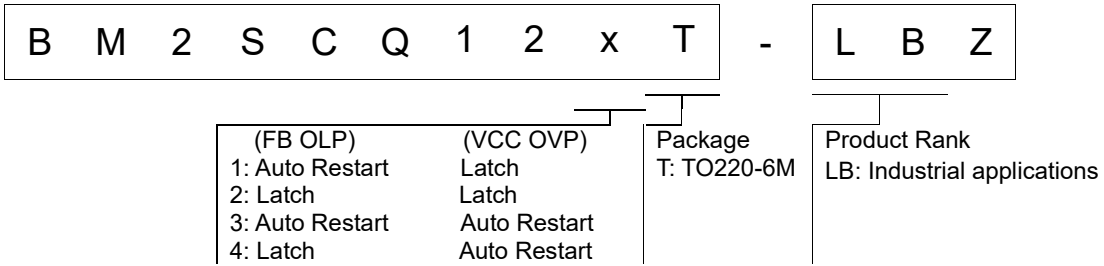 B M 2 S C Q 1 2 x T - L B Z
(FB OLP) (VCC OVP) Package Product Rank
1: Auto Restart Latch T: TO220-6M LB: Industrial applications
2: Latch Latch
3: Auto Restart Auto Restart
4: Latch Auto Restart